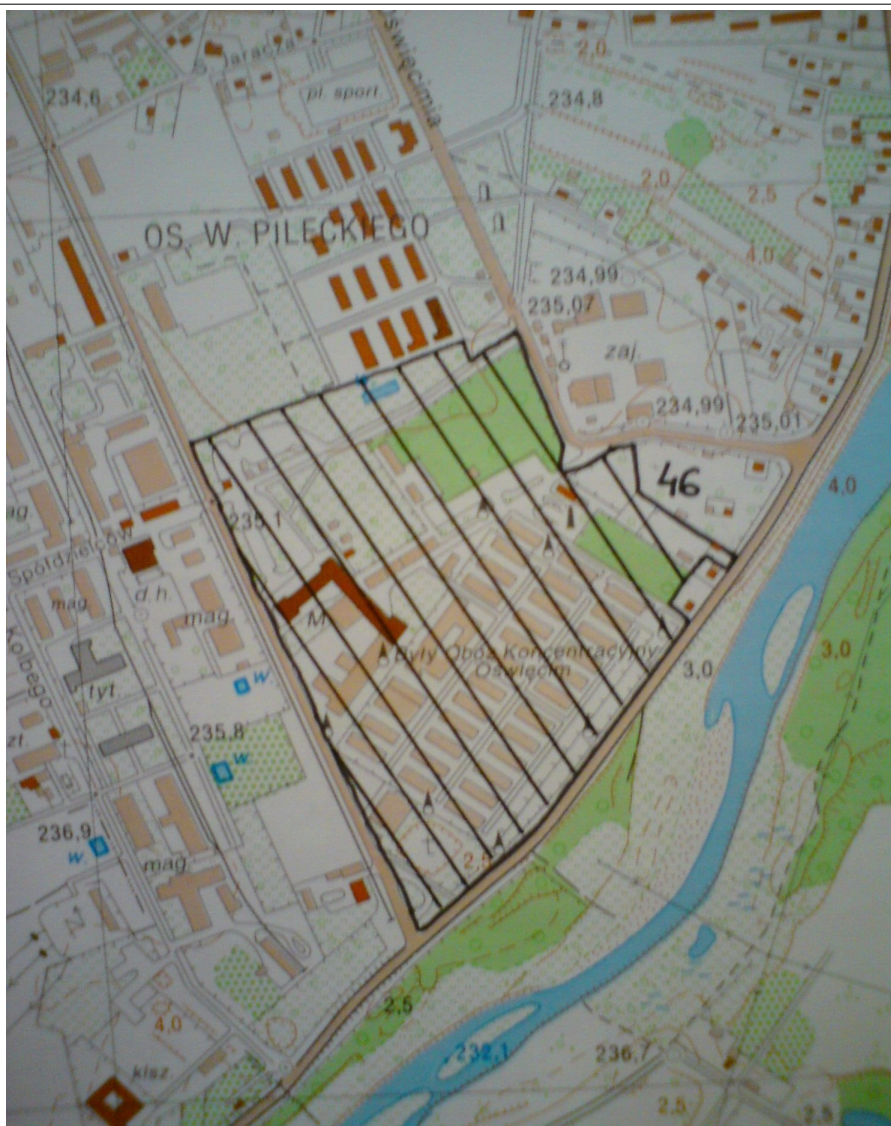 S. Jaracza
Oświęcimia
2,0
234,6
pl. sport.
234,8
2,0
2,5
OS. W. PILECKIEGO
4,0
234,99
235,07
zaj.
234,99
235,01
46
4,0
235,1
Spółdzielców
mag.
d.h.
mag.
M
Kolbego
Były Obóz Koncentracyjny
Oświęcim
3,0
3,0
w.
tyt.
235,8
w.
236,9
w.
mag.
2,5
2,5
4,0
232,1
236,7
kisz.
2,5
2,5